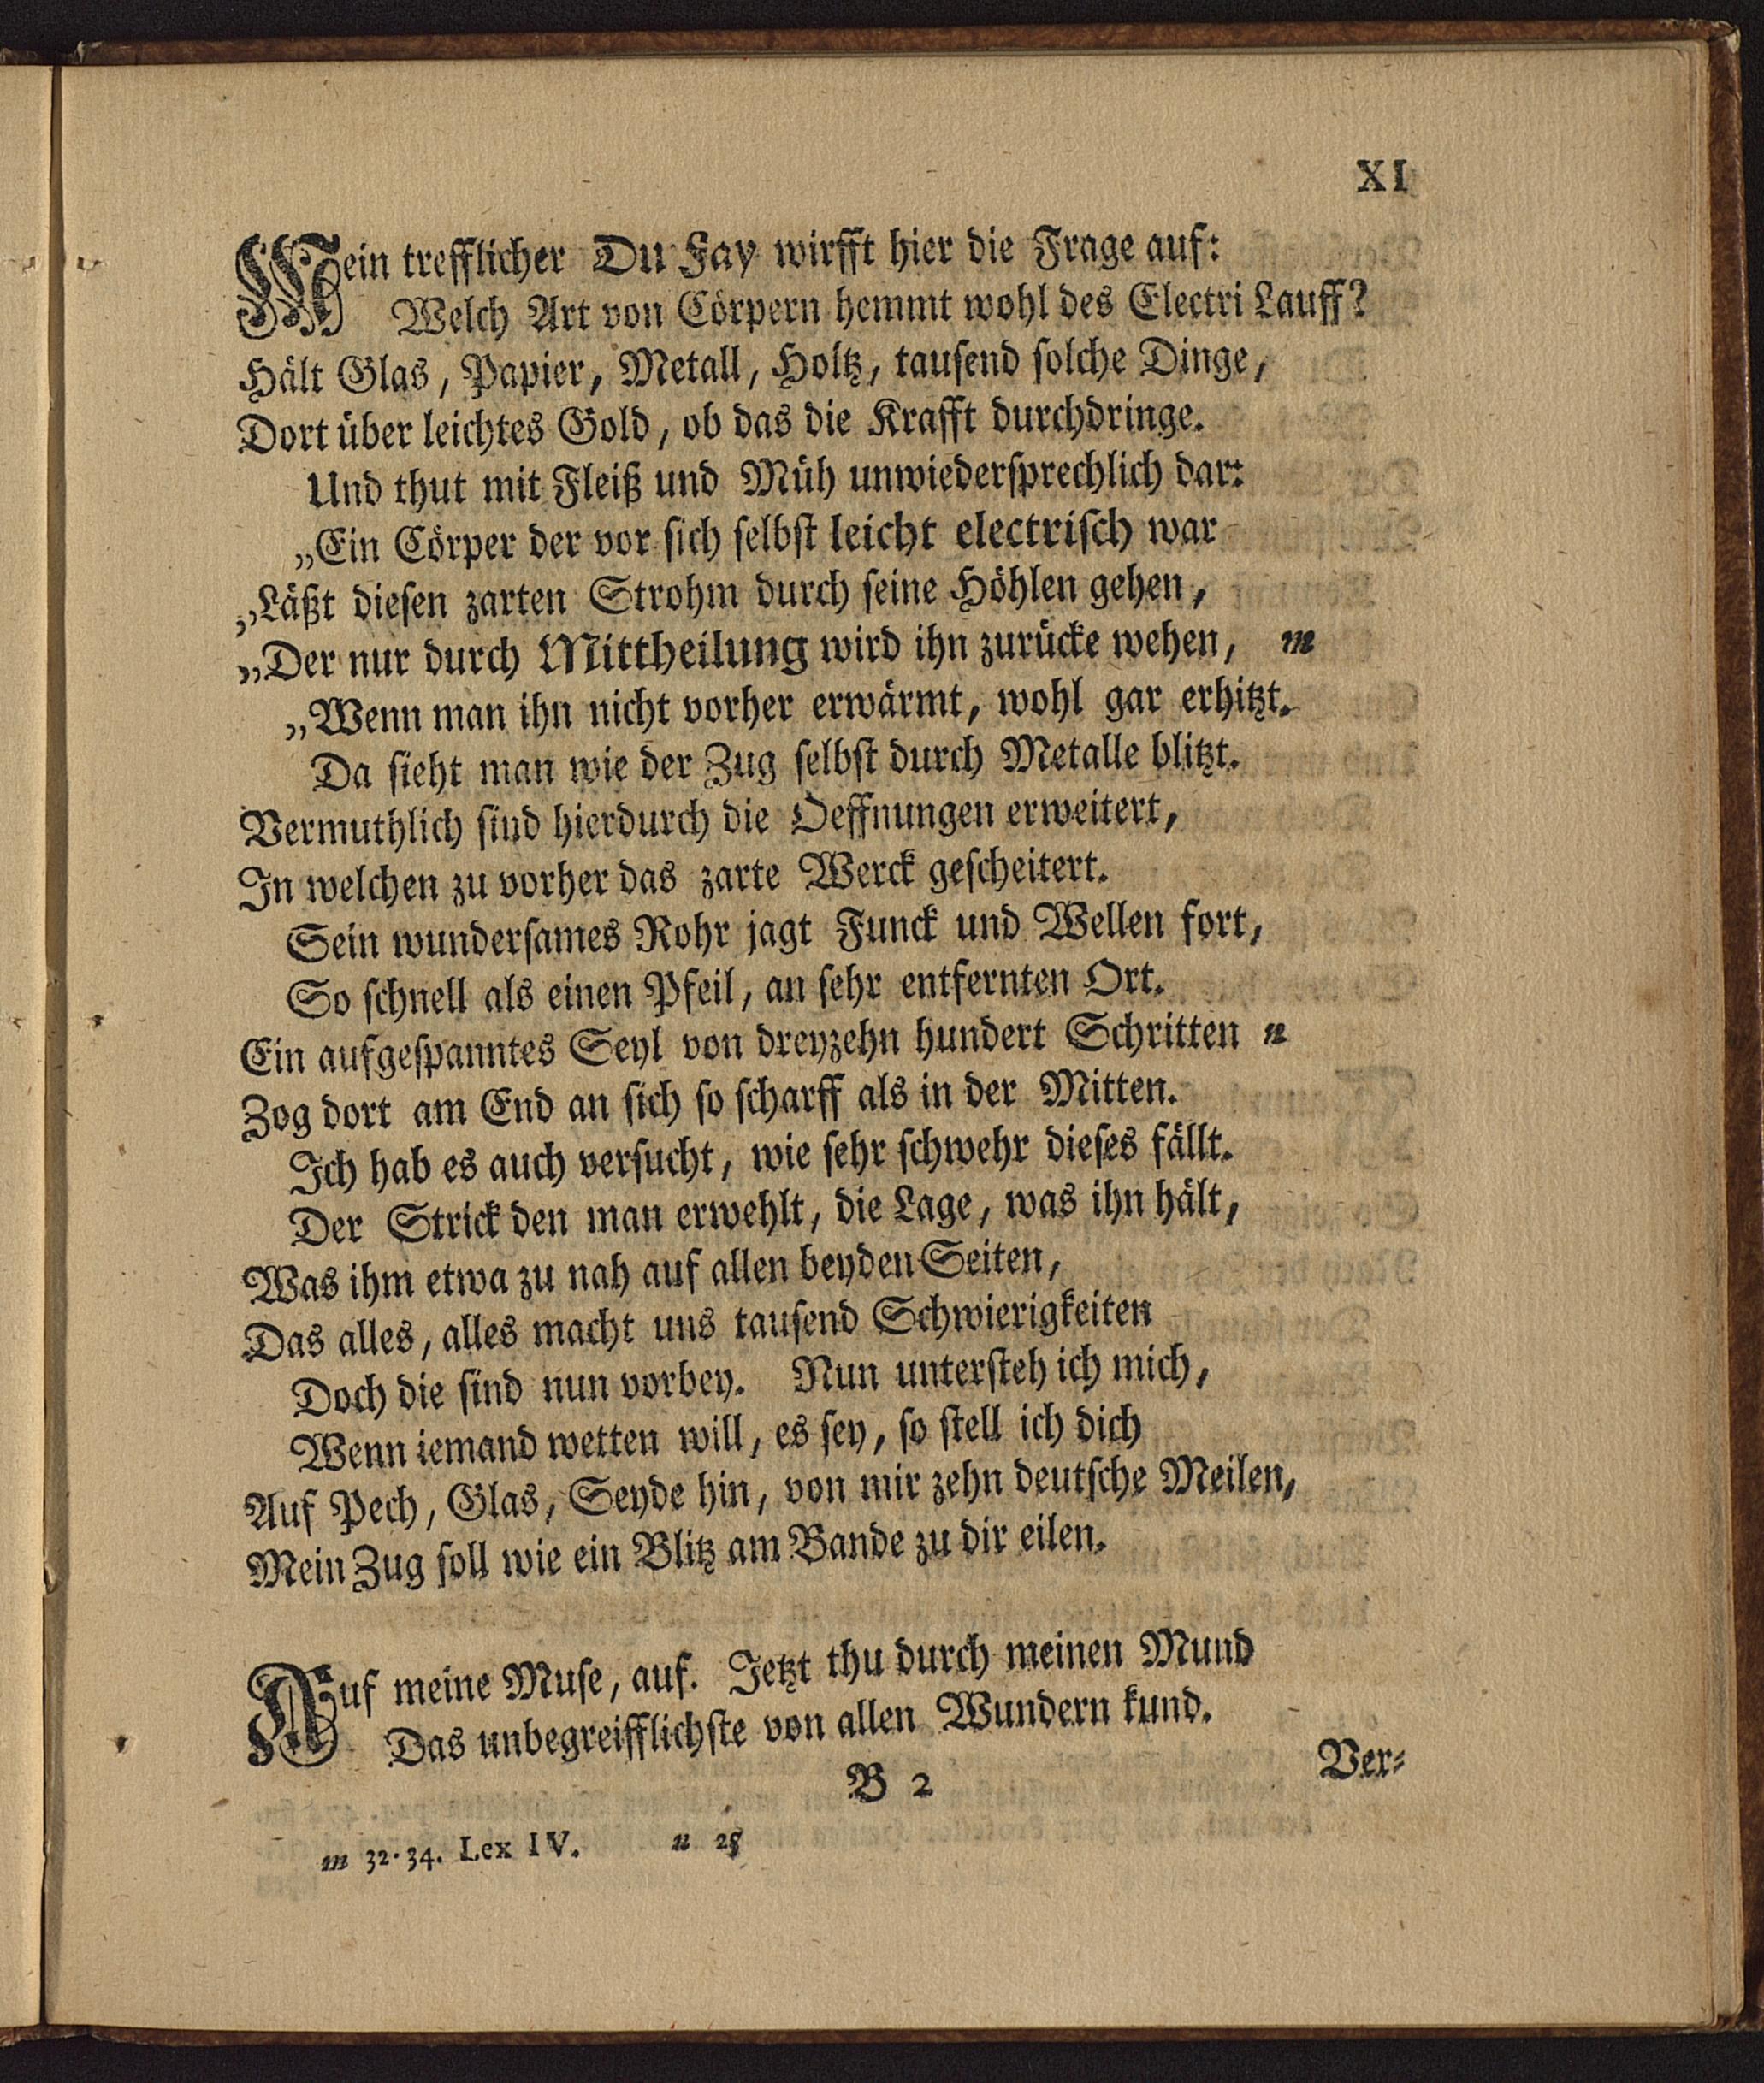 XI
Mein trefflicher Du Fay wirfft hier die Frage auf:
Welch Art von Cörpern hemmt wohl des Electri Lauff?
Hält Glas, Papier, Metall, Holtz, tausend solche Dinge,
Dort über leichtes Gold, ob das die Krafft durchdringe.
Und thut mit Fleiß und Müh unwiedersprechlich dar:
„Ein Cörper der vor sich selbst leicht electrisch war
„Läßt diesen zarten Strohm durch seine Höhlen gehen,
„Der nur durch Mittheilung wird ihn zurücke wehen, m
„Wenn man ihn nicht vorher erwärmt, wohl gar erhitzt.
Da sieht man wie der Zug selbst durch Metalle blitzt.
Vermuthlich sind hierdurch die Oeffnungen erweitert,
In welchen zu vorher das zarte Werck gescheitert.
Sein wundersames Rohr jagt Funck und Wellen fort,
So schnell als einen Pfeil, an sehr entfernten Ort.
Ein aufgespanntes Seyl von dreyzehn hundert Schritten n
Zog dort am End an sich so scharff als in der Mitten.
Ich hab es auch versucht, wie sehr schwehr dieses fällt.
Der Strick den man erwehlt, die Lage, was ihn hält,
Was ihm etwa zu nah auf allen beyden Seiten,
Das alles, alles macht uns tausend Schwierigkeiten
Doch die sind nun vorbey. Nun untersteh ich mich,
Wenn iemand wetten will, es sey, so stell ich dich
Auf Pech, Glas, Seyde hin, von mir zehn deutsche Meilen,
Mein Zug soll wie ein Blitz am Bande zu dir eilen.
Auf meine Muse, auf. Jetzt thu durch meinen Mund
Das unbegreifflichste von allen Wundern kund.
B 2 Ver-
m 32. 34. Lex IV. n 28